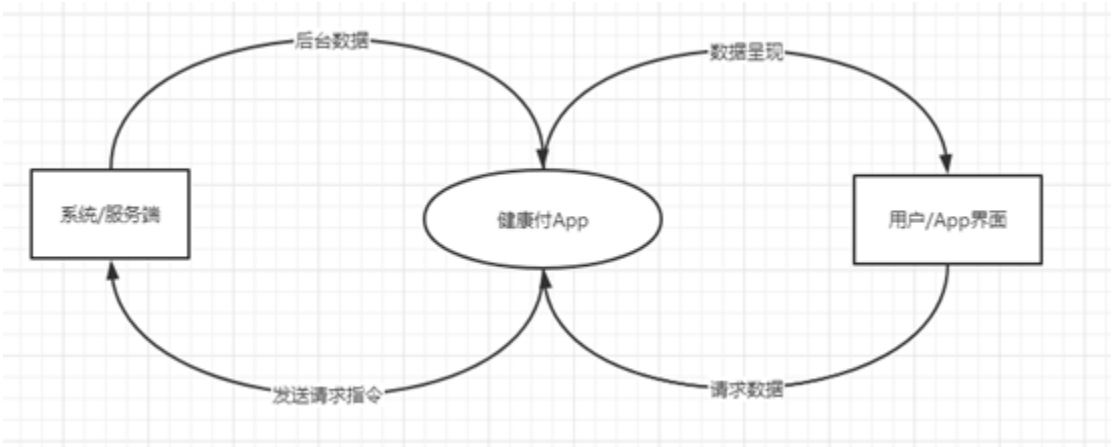 后台数据
数据呈现
系统/服务端
健康付App
用户/App界面
发送请求指令
请求数据